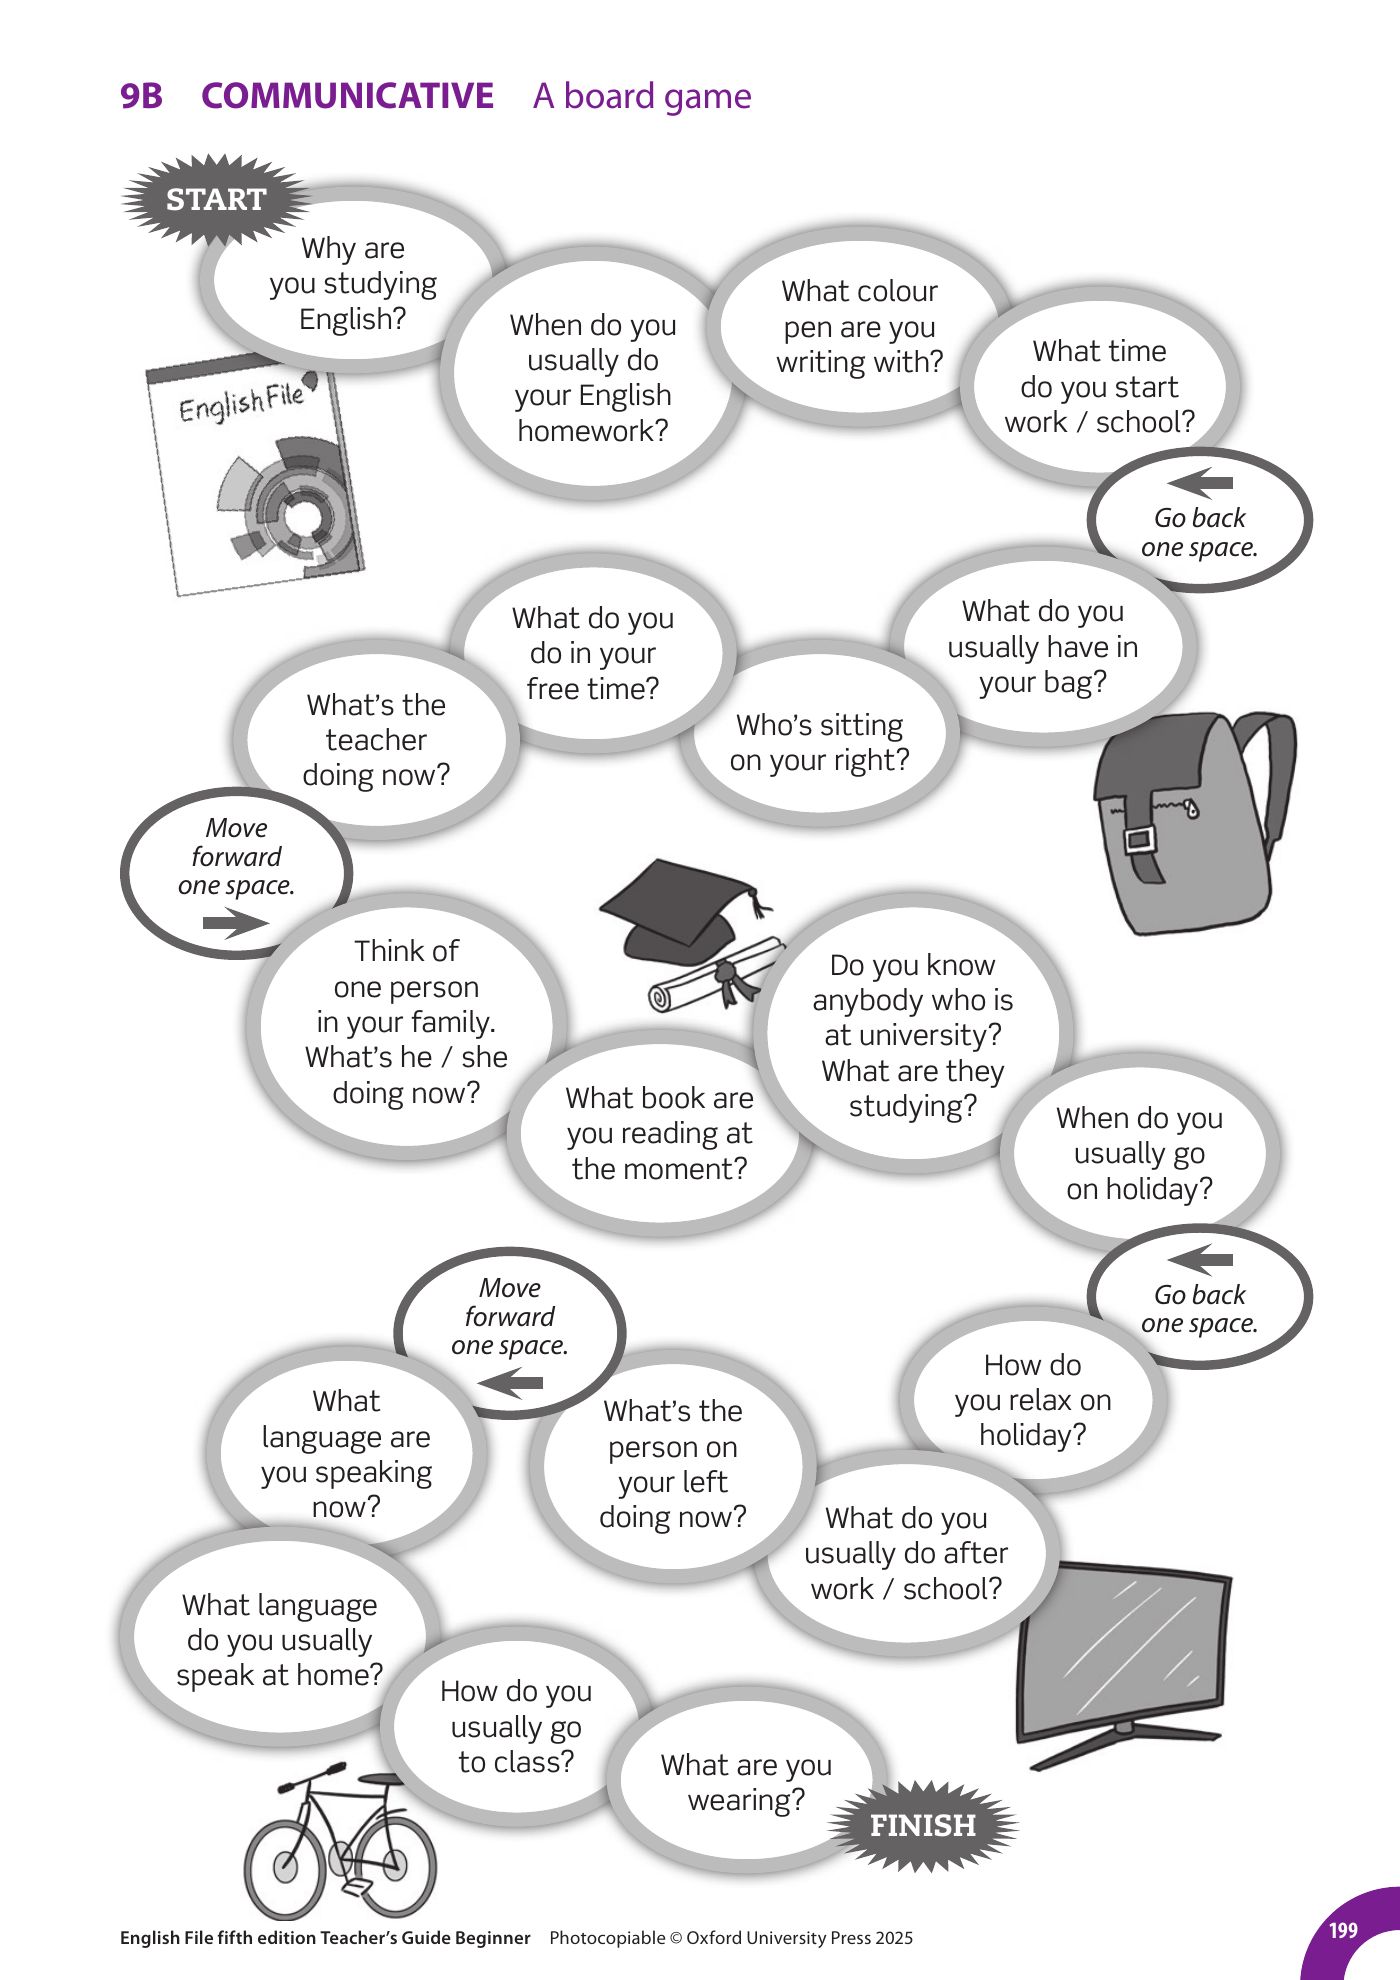 9B COMMUNICATIVE A board game
START
Why are
you studying
English?
When do you
usually do
your English
homework?
What colour
pen are you
writing with?
What time
do you start
work / school?
English File
Go back
one space.
What do you
usually have in
your bag?
Who's sitting
on your right?
What do you
do in your
free time?
What's the
teacher
doing now?
Move
forward
one space.
Think of
one person
in your family.
What's he / she
doing now?
What book are
you reading at
the moment?
Do you know
anybody who is
at university?
What are they
studying?
When do you
usually go
on holiday?
Go back
one space.
How do
you relax on
holiday?
What do you
usually do after
work / school?
What's the
person on
your left
doing now?
Move
forward
one space.
What
language are
you speaking
now?
What language
do you usually
speak at home?
How do you
usually go
to class?
What are you
wearing?
FINISH
English File fifth edition Teacher's Guide Beginner Photocopiable © Oxford University Press 2025
199